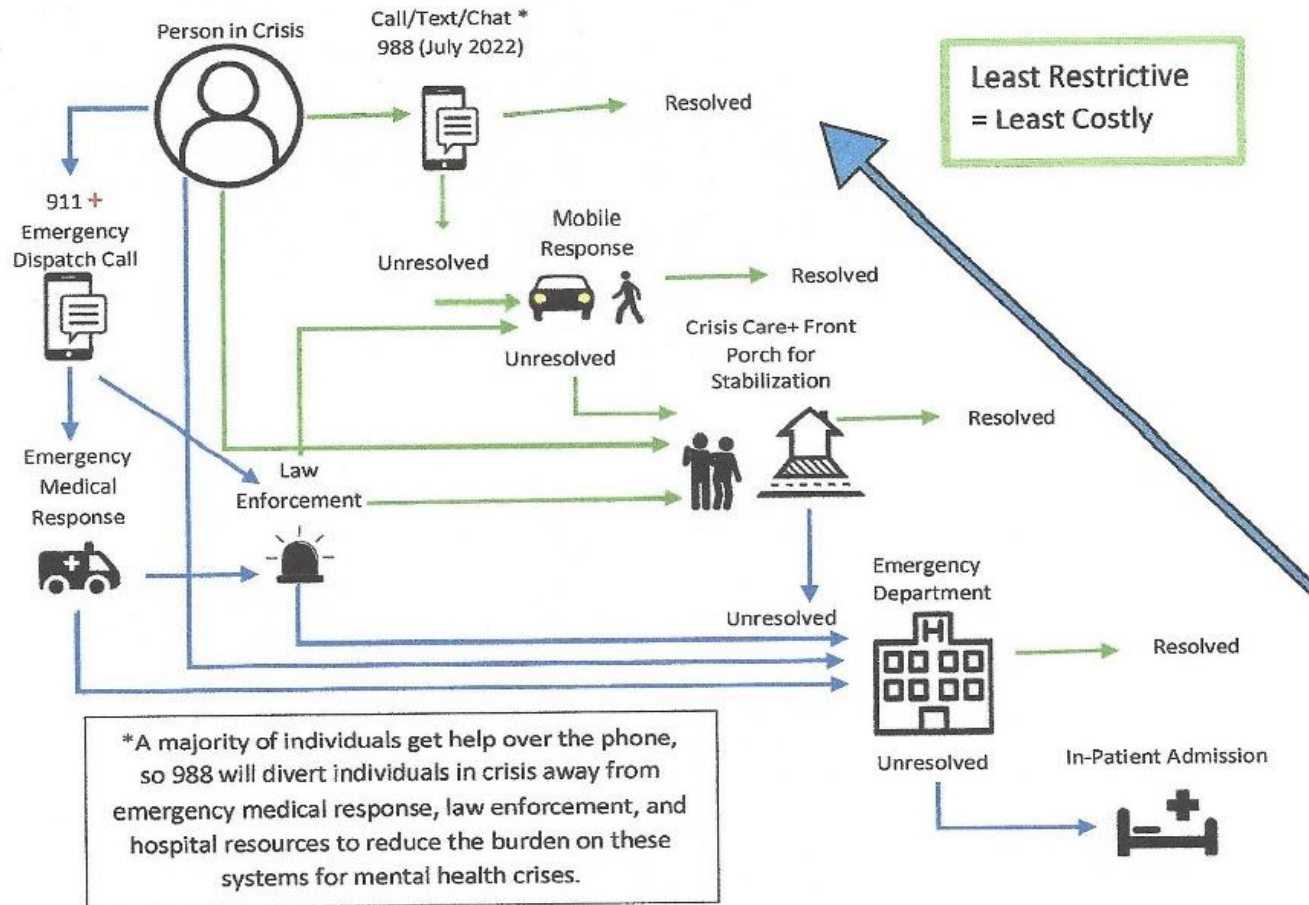 Person in Crisis
Call/Text/Chat *
988 (July 2022)
Resolved
Least Restrictive
= Least Costly
911 +
Emergency
Dispatch Call
Unresolved
Mobile
Response
Resolved
Unresolved
Crisis Care+ Front
Porch for
Stabilization
Resolved
Emergency
Medical
Response
Law
Enforcement
Unresolved
Emergency
Department
H
Resolved
Unresolved
In-Patient Admission
*A majority of individuals get help over the phone,
so 988 will divert individuals in crisis away from
emergency medical response, law enforcement, and
hospital resources to reduce the burden on these
systems for mental health crises.